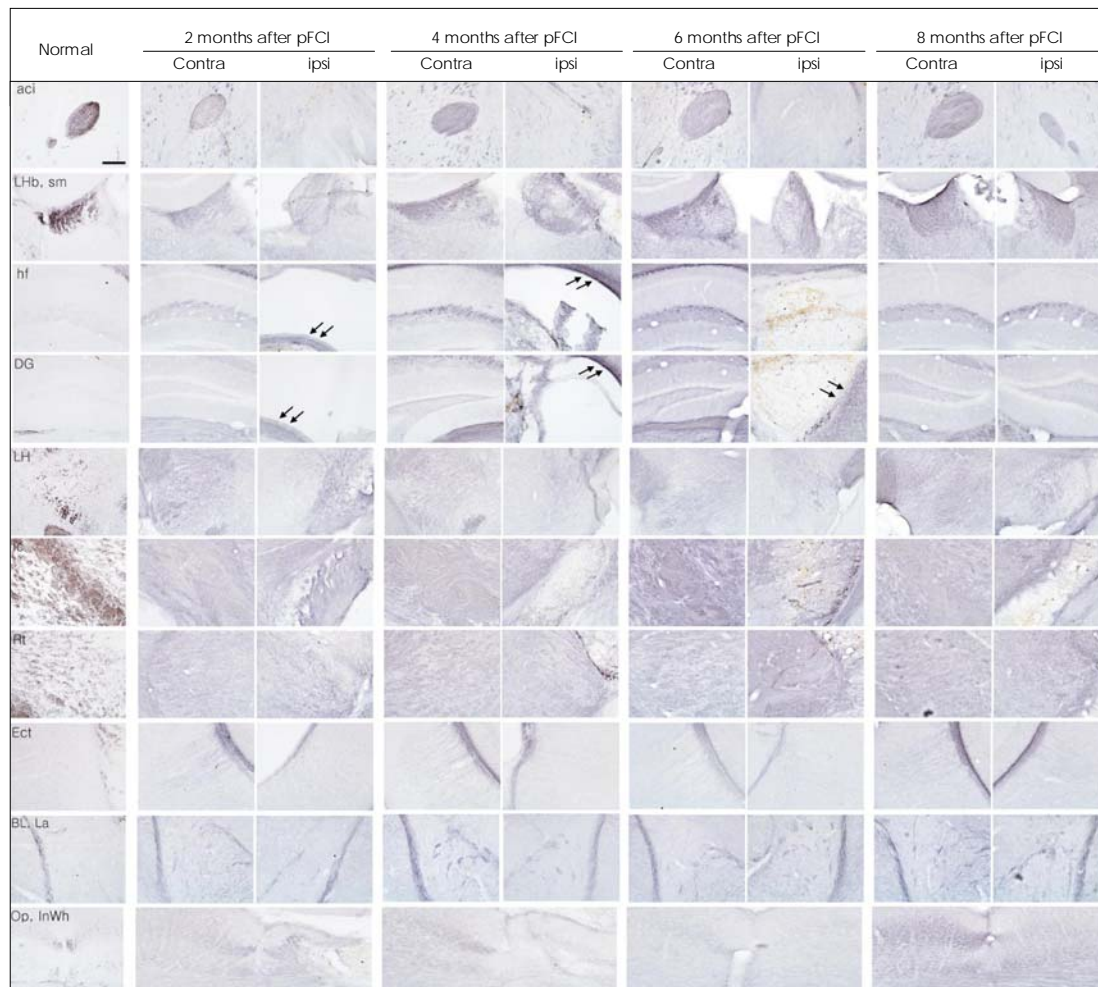 Normal
2 months after pFCI
4 months after pFCI
6 months after pFCI
8 months after pFCI
Contra ipsi Contra ipsi Contra ipsi Contra ipsi
aci
LHb, sm
hf
DG
LH
Rt
Ect
BL, La
Op, InWh